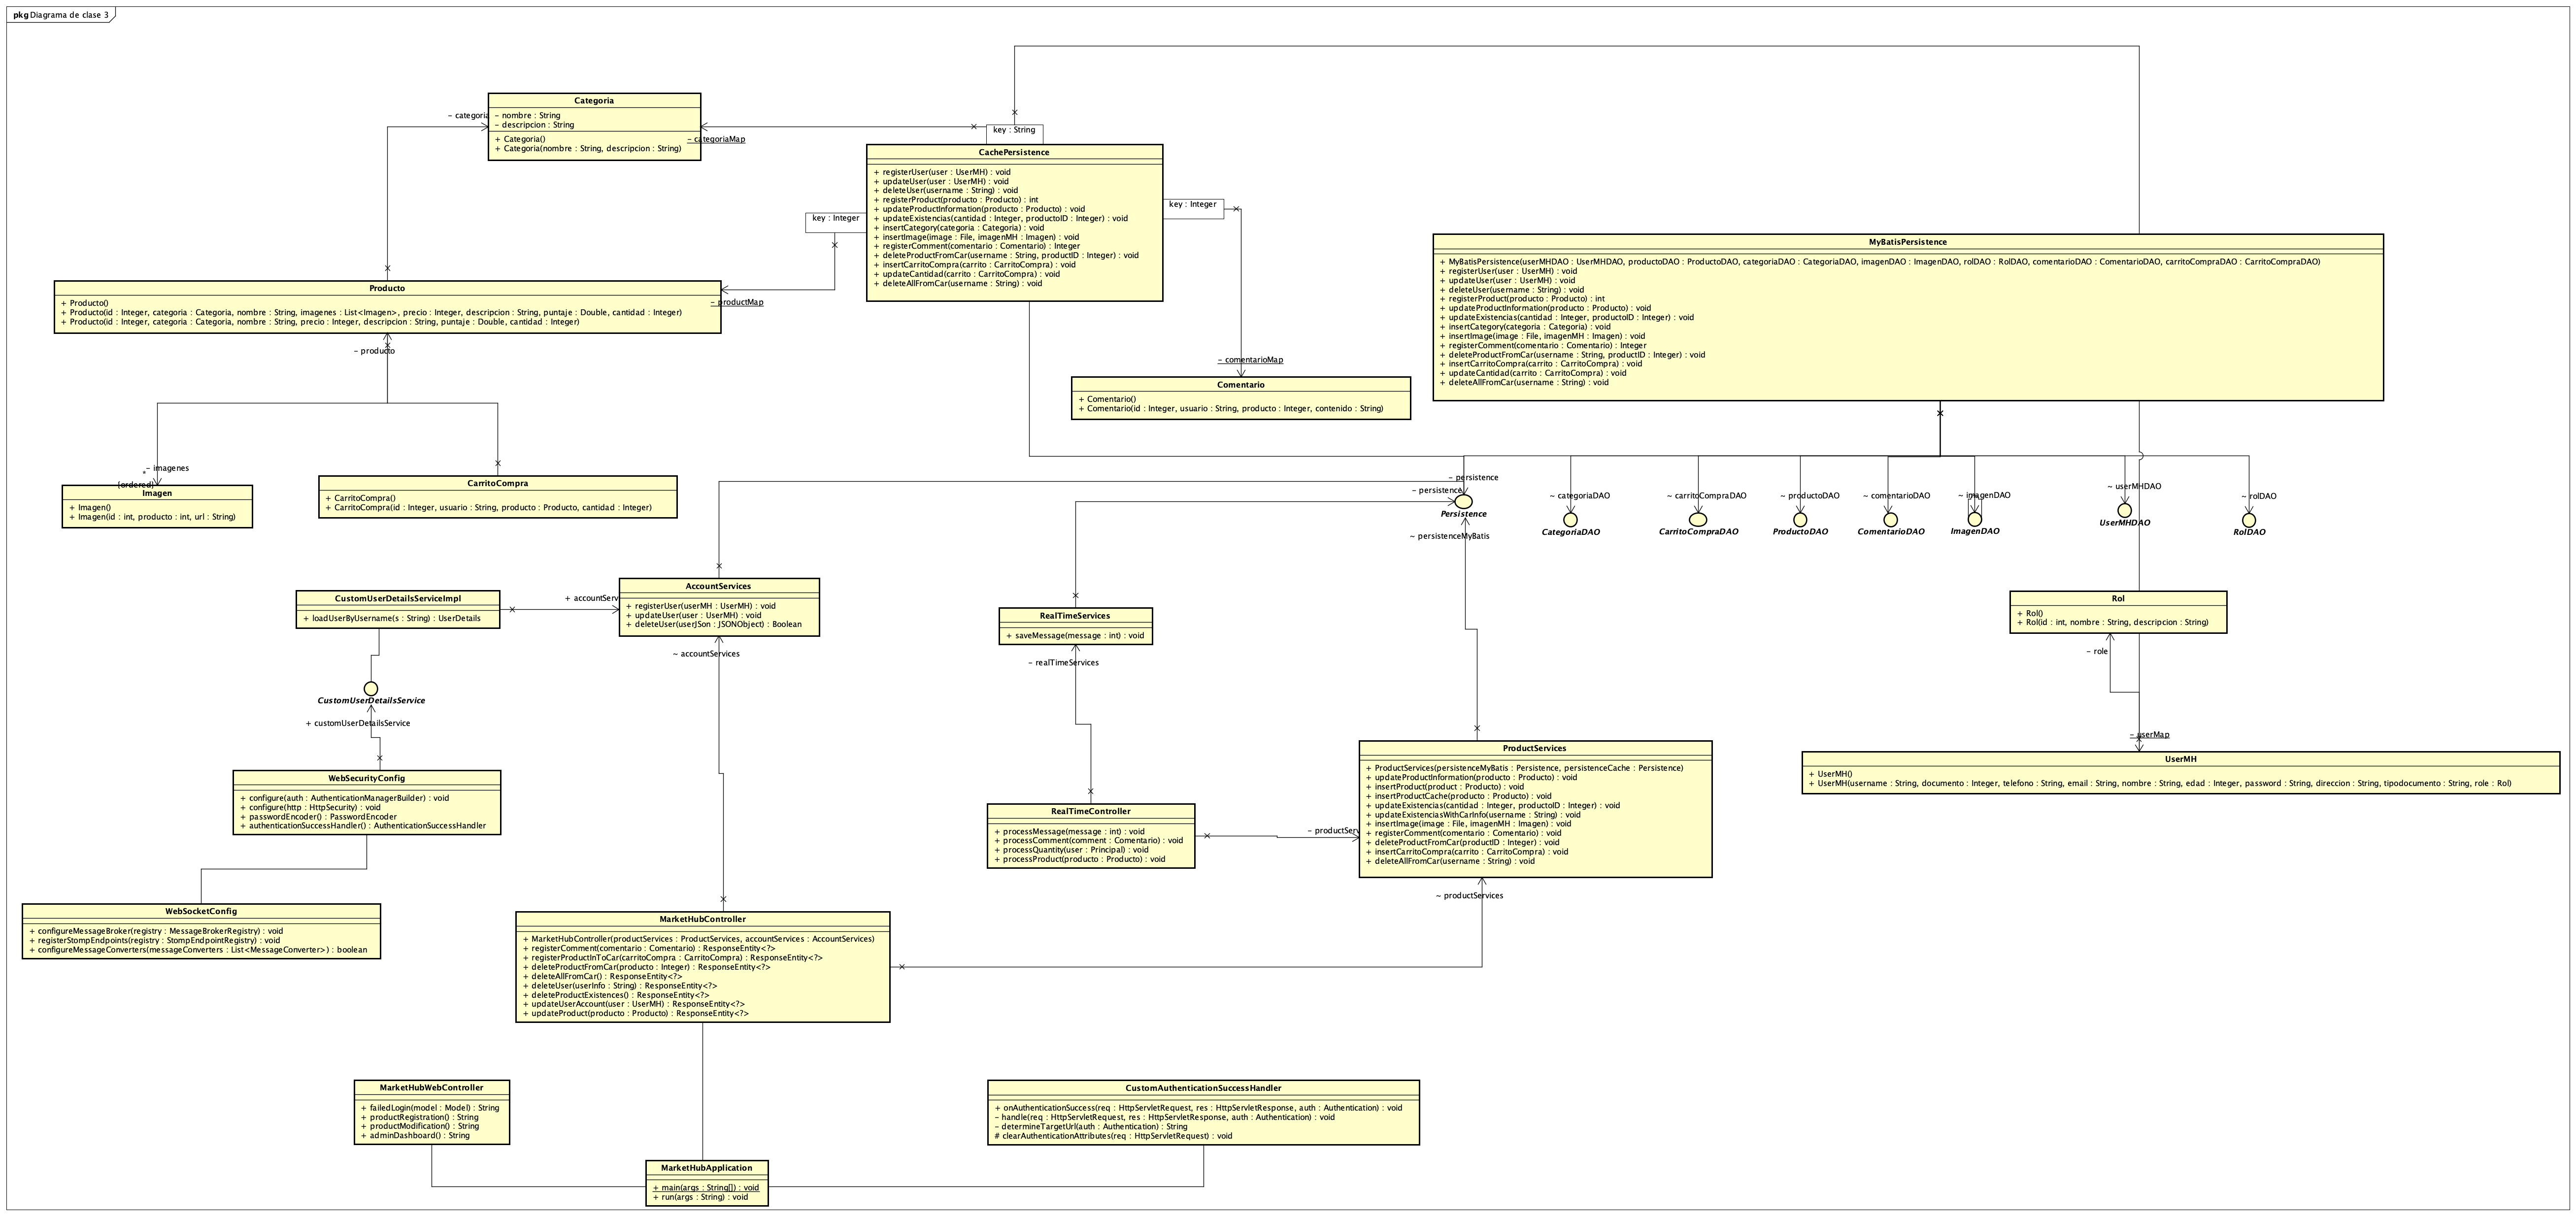 pkg Diagrama de clase 3
Categoria
- nombre : String
- descripcion : String
+ Categoria()
+ Categoria(nombre : String, descripcion : String)
- categoria
- categoriaMap
key : String
CachePersistence
+ registerUser(user : UserMH) : void
+ updateUser(user : UserMH) : void
+ deleteUser(username : String) : void
+ registerProduct(producto : Producto) : int
+ updateProductInformation(producto : Producto) : void
+ updateExistencias(cantidad : Integer, productoID : Integer) : void
+ insertCategory(categoria : Categoria) : void
+ insertImage(image : File, imagenMH : Imagen) : void
+ registerComment(comentario : Comentario) : Integer
+ deleteProductFromCar(username : String, productID : Integer) : void
+ insertCarritoCompra(carrito : CarritoCompra) : void
+ updateCantidad(carrito : CarritoCompra) : void
+ deleteAllFromCar(username : String) : void
key : Integer
key : Integer
MyBatisPersistence
+ MyBatisPersistence(userMHDAO : UserMHDAO, productoDAO : ProductoDAO, categoriaDAO : CategoriaDAO, imagenDAO : ImagenDAO, rolDAO : RolDAO, comentarioDAO : ComentarioDAO, carritoCompraDAO : CarritoCompraDAO)
+ registerUser(user : UserMH) : void
+ updateUser(user : UserMH) : void
+ deleteUser(username : String) : void
+ registerProduct(producto : Producto) : int
+ updateProductInformation(producto : Producto) : void
+ updateExistencias(cantidad : Integer, productoID : Integer) : void
+ insertCategory(categoria : Categoria) : void
+ insertImage(image : File, imagenMH : Imagen) : void
+ registerComment(comentario : Comentario) : Integer
+ deleteProductFromCar(username : String, productID : Integer) : void
+ insertCarritoCompra(carrito : CarritoCompra) : void
+ updateCantidad(carrito : CarritoCompra) : void
+ deleteAllFromCar(username : String) : void
Producto
+ Producto()
+ Producto(id : Integer, categoria : Categoria, nombre : String, imagenes : List<Imagen>, precio : Integer, descripcion : String, puntaje : Double, cantidad : Integer)
+ Producto(id : Integer, categoria : Categoria, nombre : String, precio : Integer, descripcion : String, puntaje : Double, cantidad : Integer)
- productMap
- producto
- comentarioMap
Comentario
+ Comentario()
+ Comentario(id : Integer, usuario : String, producto : Integer, contenido : String)
- imagenes
*
{ordered}
Imagen
+ Imagen()
+ Imagen(id : int, producto : int, url : String)
CarritoCompra
+ CarritoCompra()
+ CarritoCompra(id : Integer, usuario : String, producto : Producto, cantidad : Integer)
- persistence
- persistence
Persistence
~ persistenceMyBatis
~ categoriaDAO
CategoriaDAO
~ carritoCompraDAO
CarritoCompraDAO
~ productoDAO
ProductoDAO
~ comentarioDAO
ComentarioDAO
~ imagenDAO
ImagenDAO
~ userMHDAO
UserMHDAO
~ rolDAO
RolDAO
CustomUserDetailsServiceImpl
+ loadUserByUsername(s : String) : UserDetails
+ accountServ
AccountServices
+ registerUser(userMH : UserMH) : void
+ updateUser(user : UserMH) : void
+ deleteUser(userJSon : JSONObject) : Boolean
~ accountServices
RealTimeServices
+ saveMessage(message : int) : void
- realTimeServices
Rol
+ Rol()
+ Rol(id : int, nombre : String, descripcion : String)
- role
CustomUserDetailsService
+ customUserDetailsService
- userMap
UserMH
+ UserMH()
+ UserMH(username : String, documento : Integer, telefono : String, email : String, nombre : String, edad : Integer, password : String, direccion : String, tipodocumento : String, role : Rol)
WebSecurityConfig
+ configure(auth : AuthenticationManagerBuilder) : void
+ configure(http : HttpSecurity) : void
+ passwordEncoder() : PasswordEncoder
+ authenticationSuccessHandler() : AuthenticationSuccessHandler
ProductServices
+ ProductServices(persistenceMyBatis : Persistence, persistenceCache : Persistence)
+ updateProductInformation(producto : Producto) : void
+ insertProduct(product : Producto) : void
+ insertProductCache(producto : Producto) : void
+ updateExistencias(cantidad : Integer, productoID : Integer) : void
+ updateExistenciasWithCarInfo(username : String) : void
+ insertImage(image : File, imagenMH : Imagen) : void
+ registerComment(comentario : Comentario) : void
+ deleteProductFromCar(productID : Integer) : void
+ insertCarritoCompra(carrito : CarritoCompra) : void
+ deleteAllFromCar(username : String) : void
RealTimeController
+ processMessage(message : int) : void
+ processComment(comment : Comentario) : void
+ processQuantity(user : Principal) : void
+ processProduct(producto : Producto) : void
- productServ
~ productServices
WebSocketConfig
+ configureMessageBroker(registry : MessageBrokerRegistry) : void
+ registerStompEndpoints(registry : StompEndpointRegistry) : void
+ configureMessageConverters(messageConverters : List<MessageConverter>) : boolean
MarketHubController
+ MarketHubController(productServices : ProductServices, accountServices : AccountServices)
+ registerComment(comentario : Comentario) : ResponseEntity<?>
+ registerProductInToCar(carritoCompra : CarritoCompra) : ResponseEntity<?>
+ deleteProductFromCar(producto : Integer) : ResponseEntity<?>
+ deleteAllFromCar() : ResponseEntity<?>
+ deleteUser(userInfo : String) : ResponseEntity<?>
+ deleteProductExistences() : ResponseEntity<?>
+ updateUserAccount(user : UserMH) : ResponseEntity<?>
+ updateProduct(producto : Producto) : ResponseEntity<?>
MarketHubWebController
+ failedLogin(model : Model) : String
+ productRegistration() : String
+ productModification() : String
+ adminDashboard() : String
CustomAuthenticationSuccessHandler
+ onAuthenticationSuccess(req : HttpServletRequest, res : HttpServletResponse, auth : Authentication) : void
- handle(req : HttpServletRequest, res : HttpServletResponse, auth : Authentication) : void
- determineTargetUrl(auth : Authentication) : String
# clearAuthenticationAttributes(req : HttpServletRequest) : void
MarketHubApplication
+ main(args : String[]) : void
+ run(args : String) : void